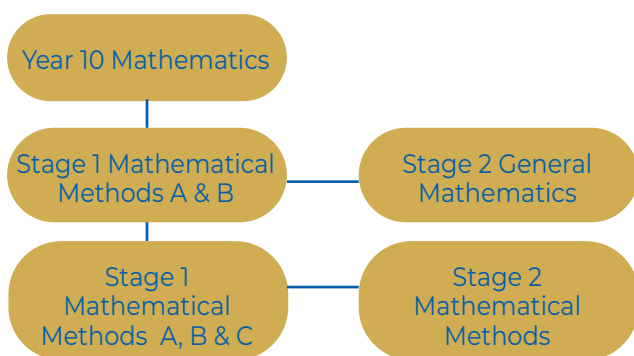 Year 10 Mathematics
Stage 1 Mathematical
Methods A & B
Stage 2 General
Mathematics
Stage 1
Mathematical
Methods A, B & C
Stage 2
Mathematical
Methods